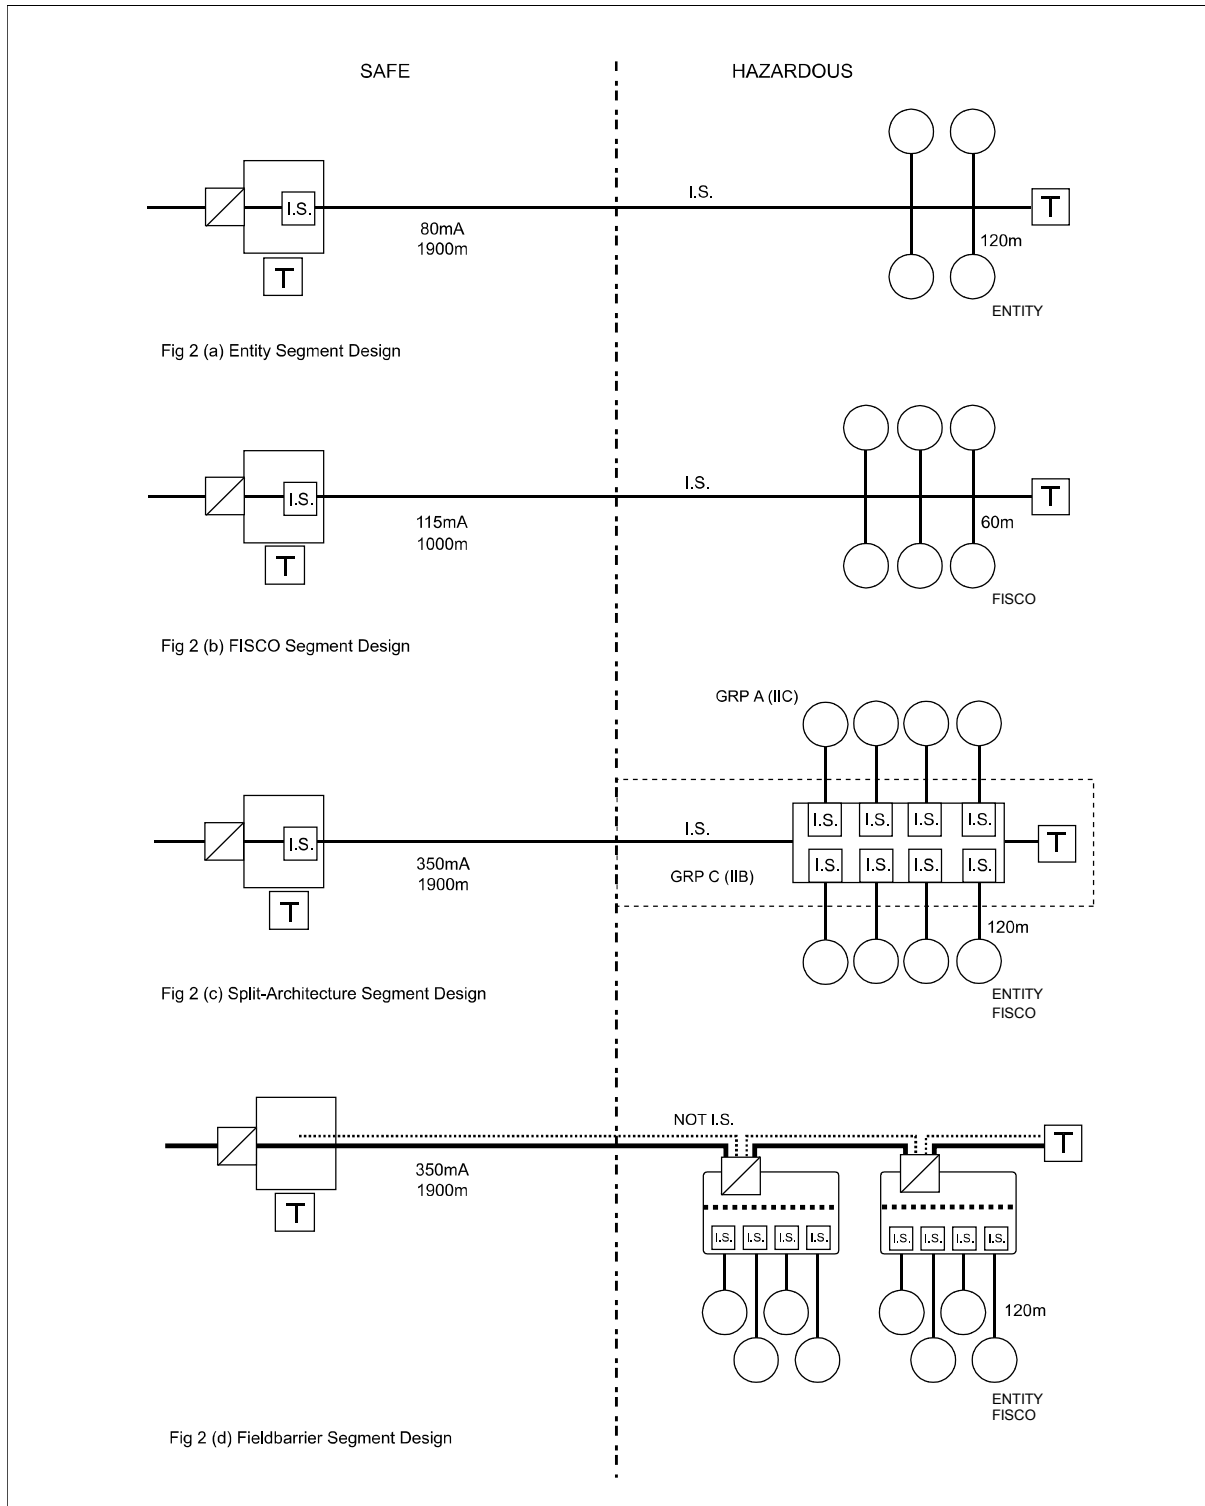 SAFE
HAZARDOUS
I.S.
I.S.
T
80mA
1900m
120m
T
ENTITY
Fig 2 (a) Entity Segment Design
I.S.
I.S.
T
115mA
1000m
60m
T
FISCO
Fig 2 (b) FISCO Segment Design
GRP A (IIC)
I.S.
I.S.
I.S. I.S. I.S. I.S.
T
I.S. I.S. I.S. I.S.
350mA
1900m
GRP C (IIB)
T
120m
ENTITY
FISCO
Fig 2 (c) Split-Architecture Segment Design
NOT I.S.
T
350mA
1900m
T
I.S. I.S. I.S. I.S.
I.S. I.S. I.S. I.S.
120m
ENTITY
FISCO
Fig 2 (d) Fieldbarrier Segment Design